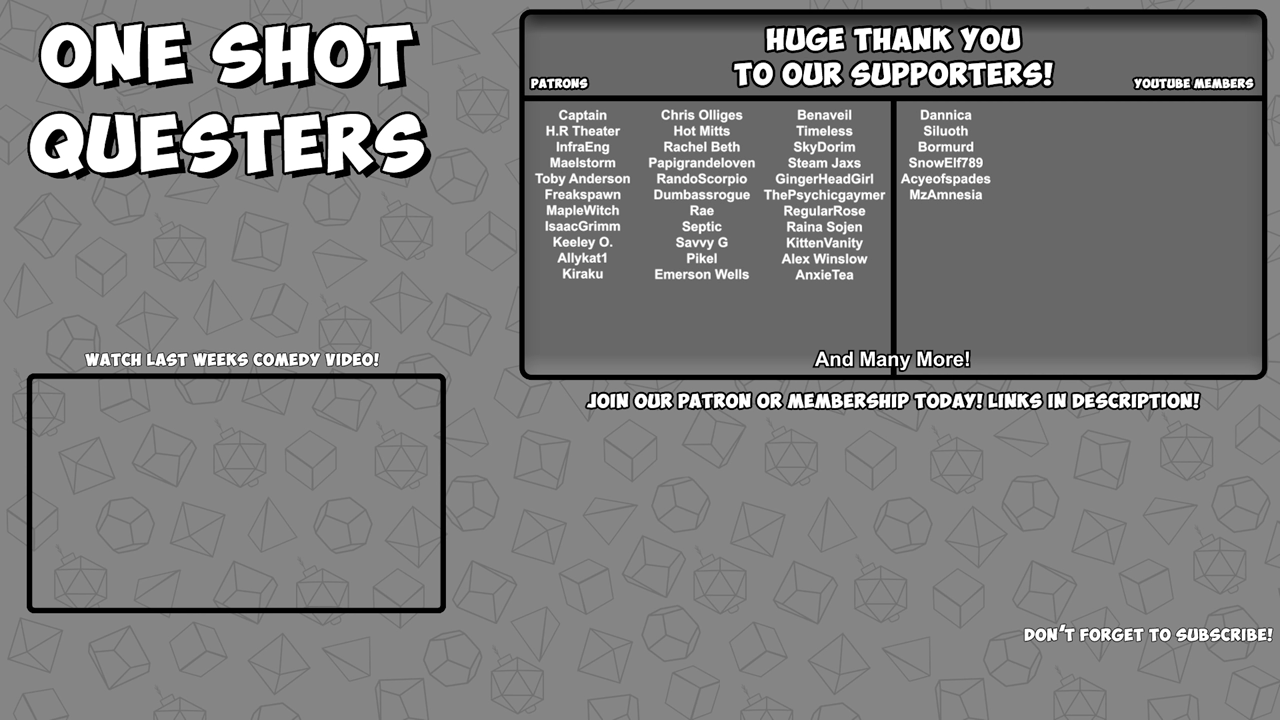 ONE SHOT
QUESTERS
HUGE THANK YOU
TO OUR SUPPORTERS!
PATRONS
YOUTUBE MEMBERS
Captain
H.R Theater
InfraEng
Maelstorm
Toby Anderson
Freakspawn
MapleWitch
IsaacGrimm
Keeley O.
Allykat1
Kiraku
Chris Olliges
Hot Mitts
Rachel Beth
Papigrandeloven
RandoScorpio
Dumbassrogue
Rae
Septic
Savvy G
Pikel
Emerson Wells
Benaveil
Timeless
SkyDorim
Steam Jaxs
GingerHeadGirl
ThePsychicgaymer
RegularRose
Raina Sojen
KittenVanity
Alex Winslow
AnxieTea
Dannica
Siluoth
Bormurd
SnowElf789
Acyeofspades
MzAmnesia
And Many More!
WATCH LAST WEEKS COMEDY VIDEO!
JOIN OUR PATRON OR MEMBERSHIP TODAY! LINKS IN DESCRIPTION!
DON'T FORGET TO SUBSCRIBE!